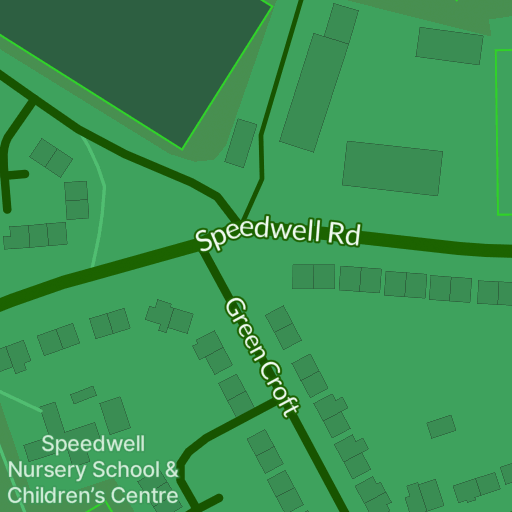 Speedwell Rd
Green Croft
Speedwell
Nursery School &
Children's Centre